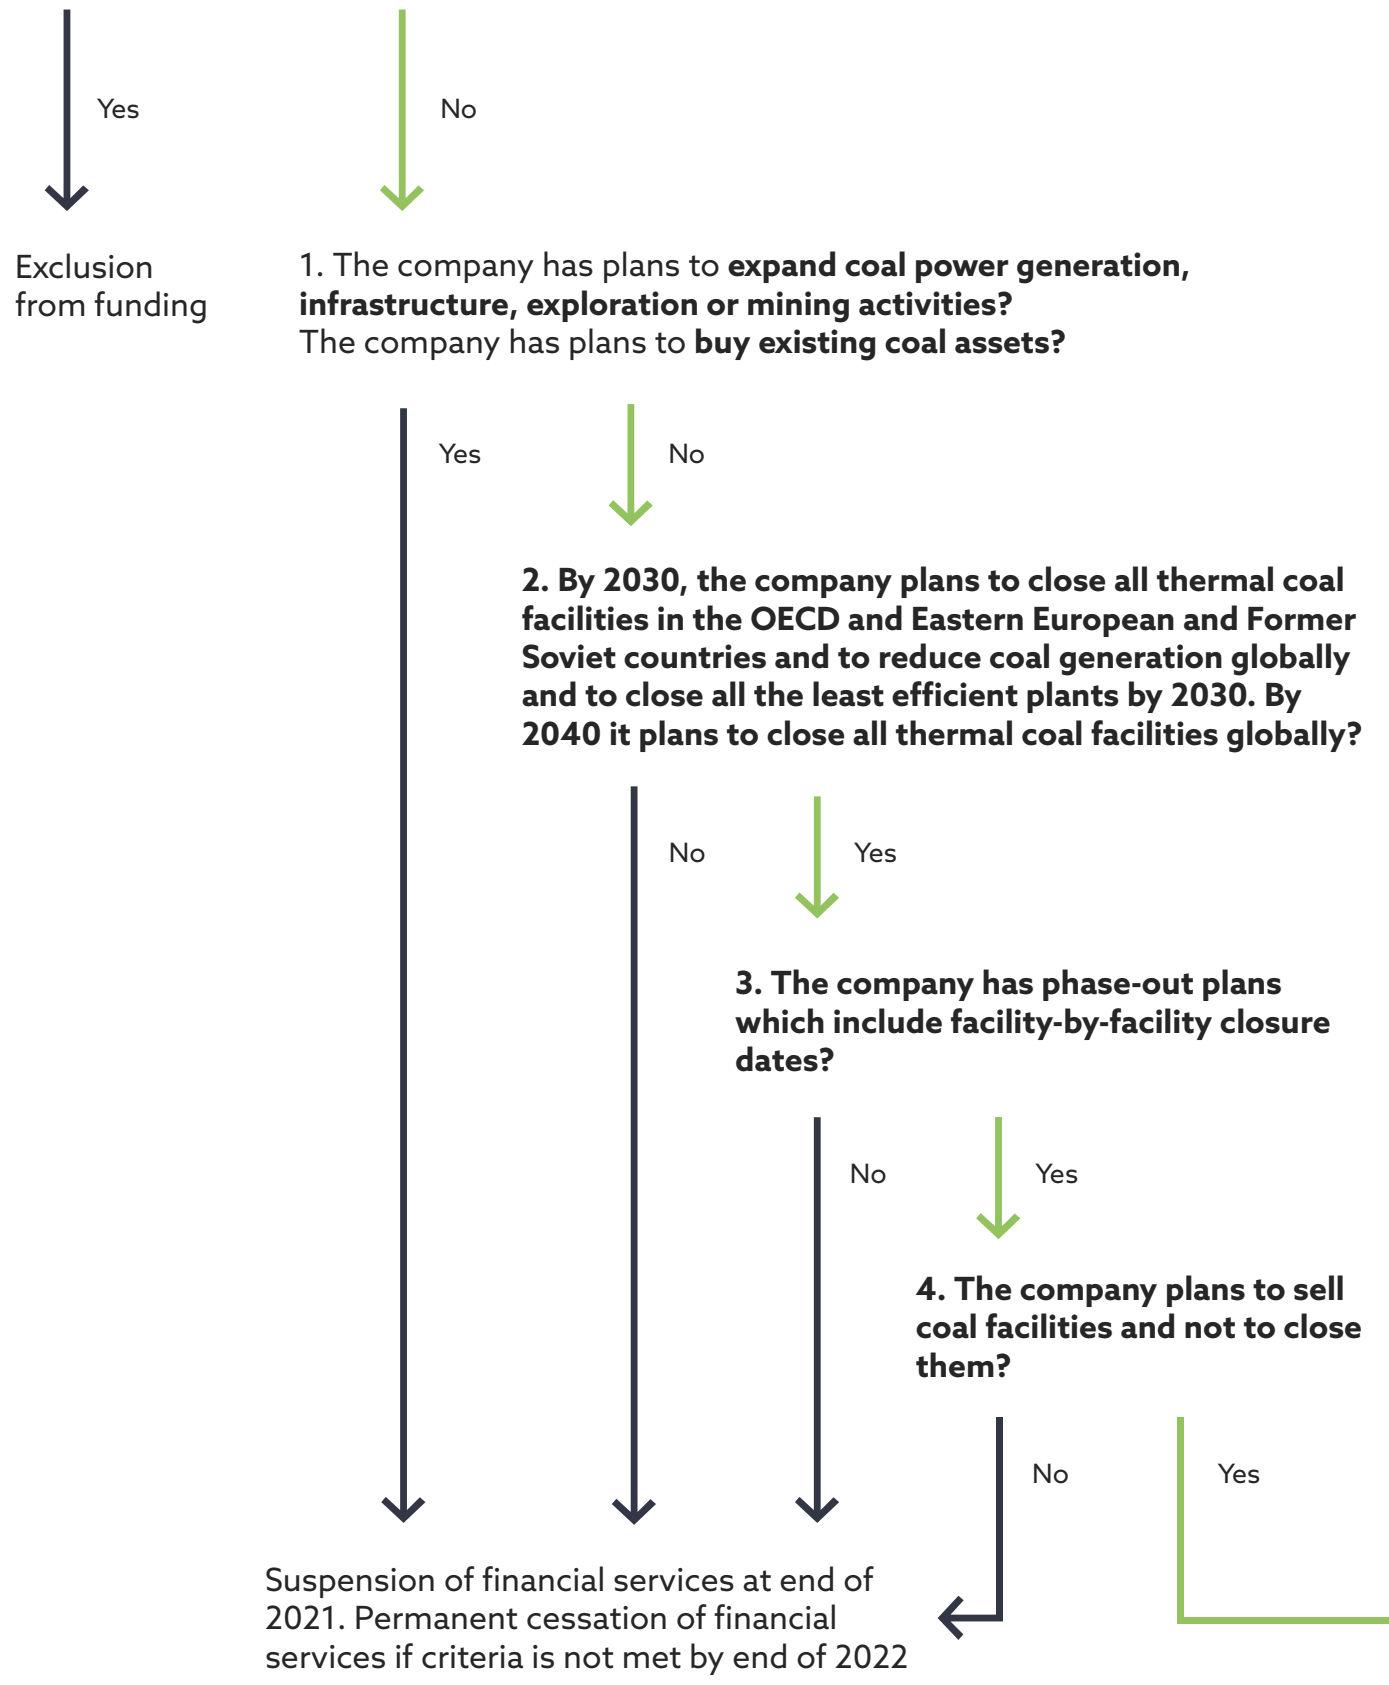 Yes
No
Exclusion
from funding
1. The company has plans to expand coal power generation,
infrastructure, exploration or mining activities?
The company has plans to buy existing coal assets?
Yes
No
2. By 2030, the company plans to close all thermal coal
facilities in the OECD and Eastern European and Former
Soviet countries and to reduce coal generation globally
and to close all the least efficient plants by 2030. By
2040 it plans to close all thermal coal facilities globally?
No
Yes
3. The company has phase-out plans
which include facility-by-facility closure
dates?
No
Yes
4. The company plans to sell
coal facilities and not to close
them?
No
Yes
Suspension of financial services at end of
2021. Permanent cessation of financial
services if criteria is not met by end of 2022